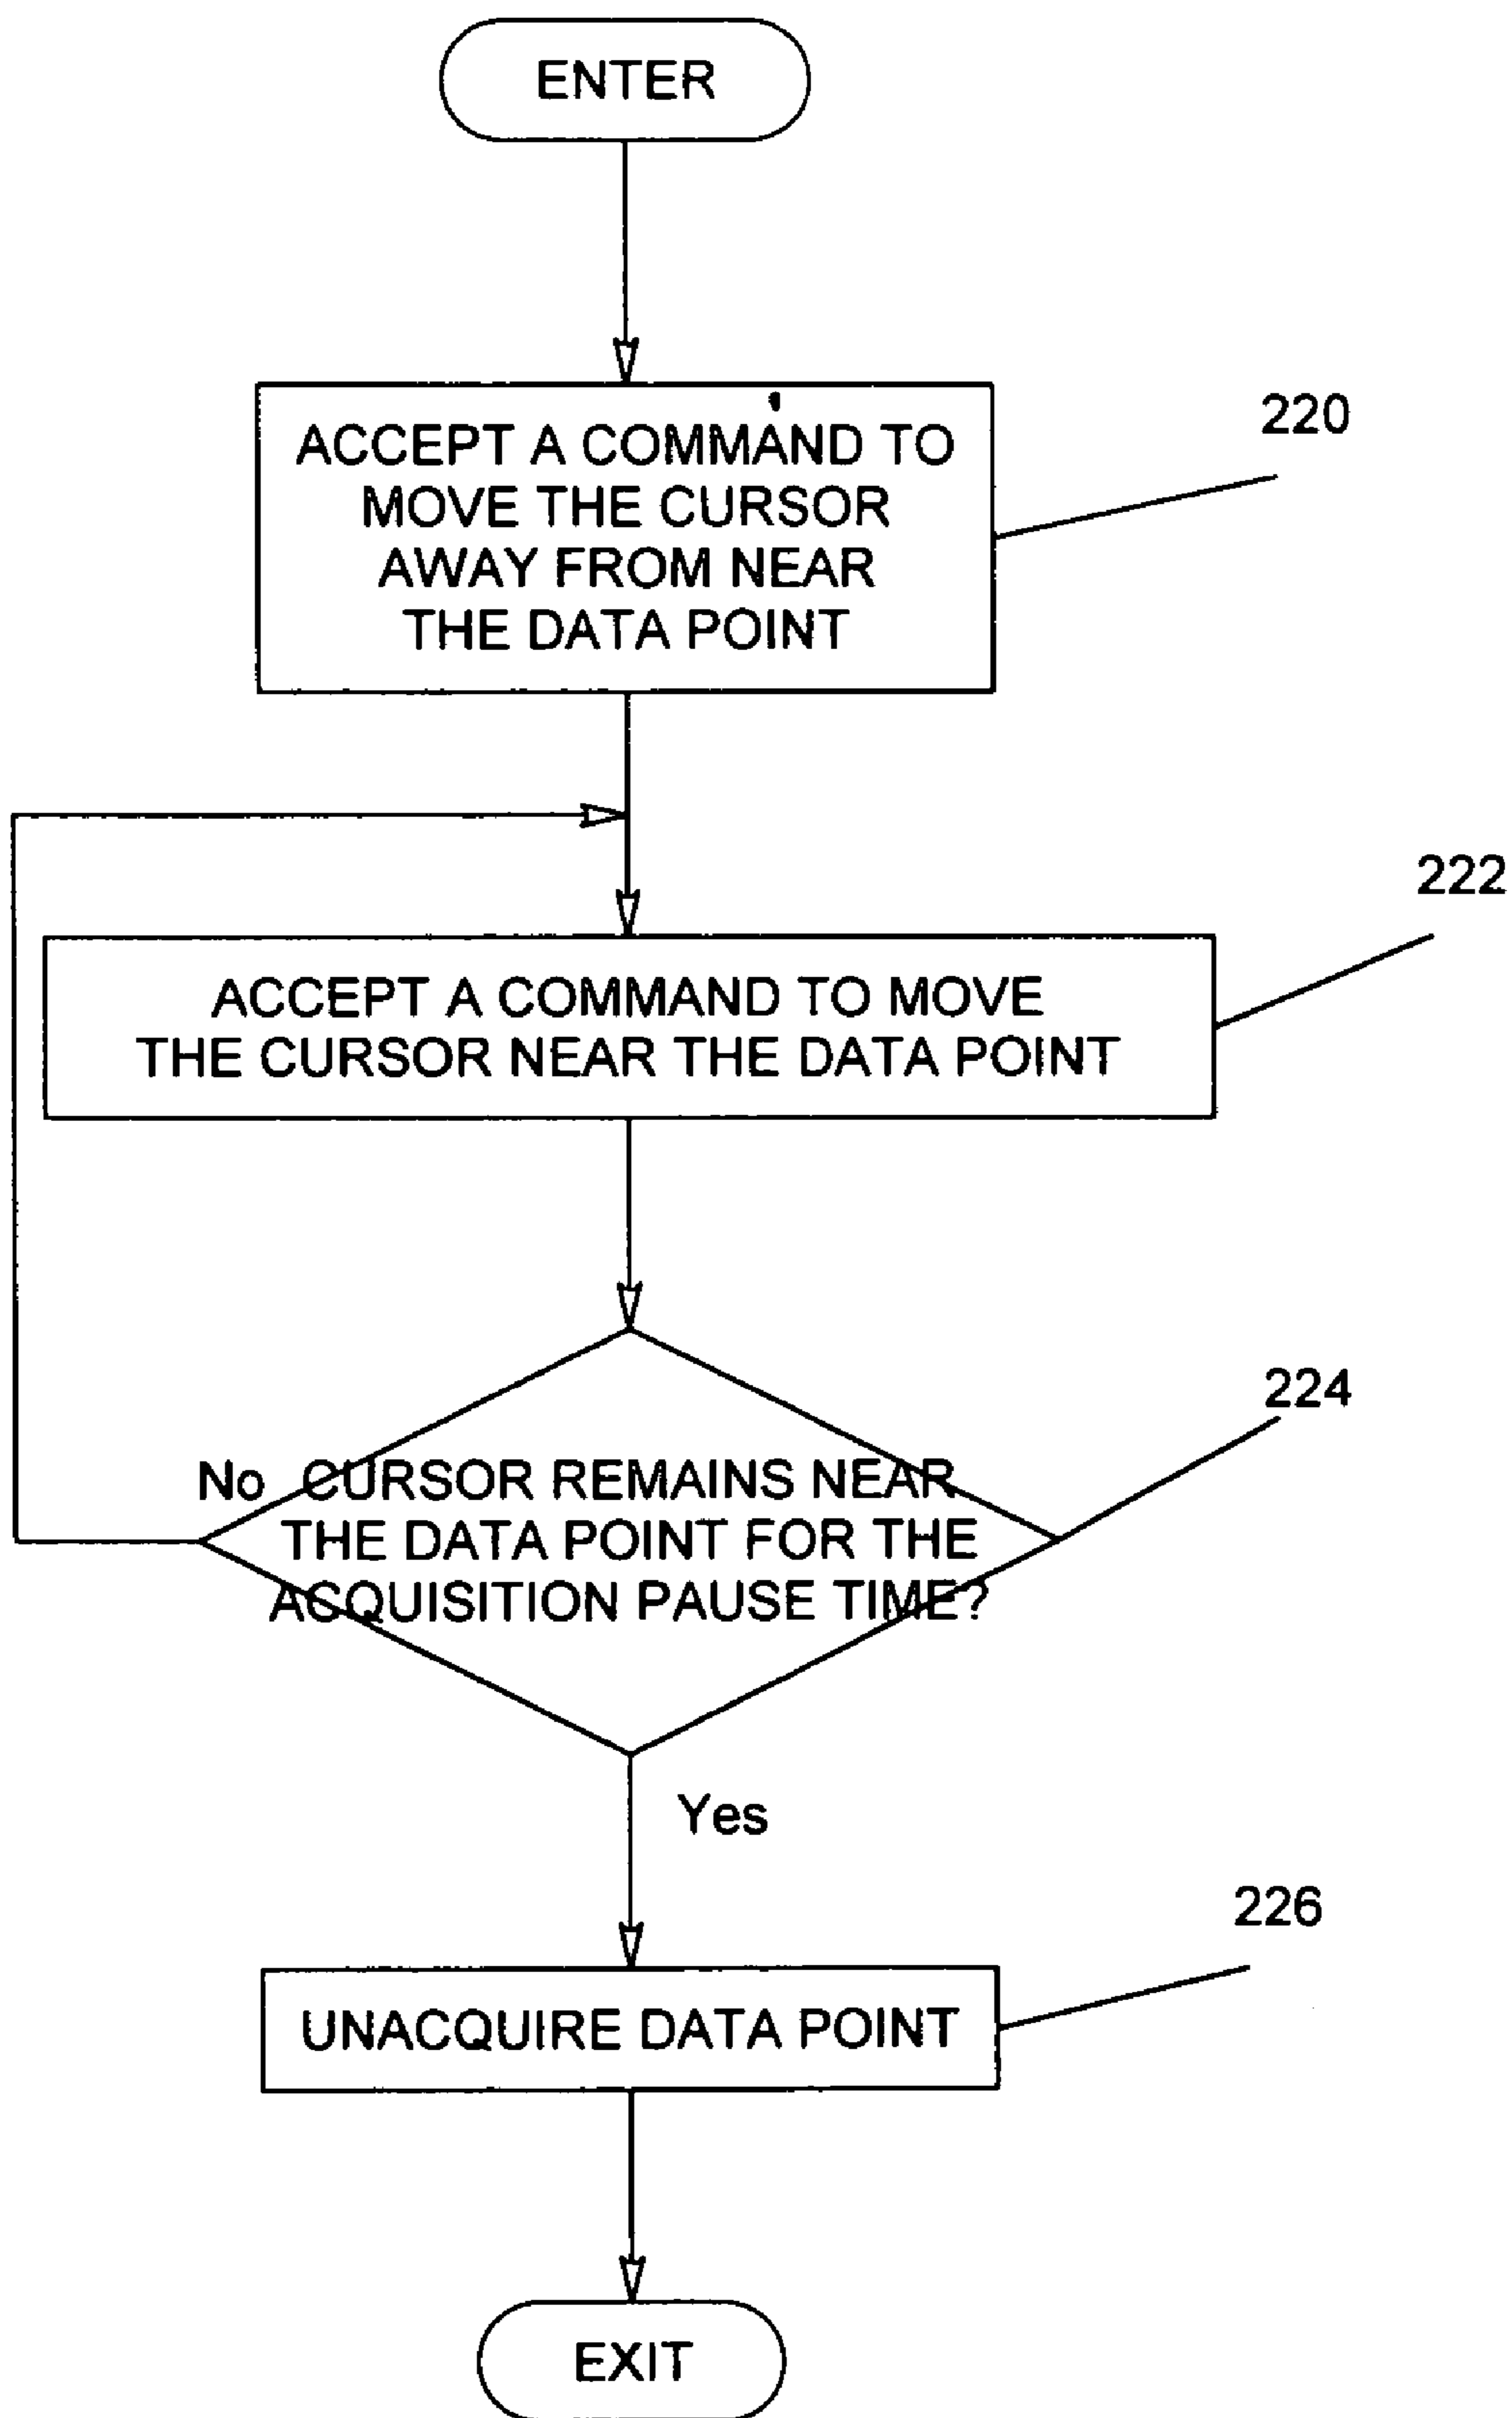 ENTER
ACCEPT A COMMAND TO
MOVE THE CURSOR
AWAY FROM NEAR
THE DATA POINT
220
222
ACCEPT A COMMAND TO MOVE
THE CURSOR NEAR THE DATA POINT
224
No CURSOR REMAINS NEAR
THE DATA POINT FOR THE
ACQUISITION PAUSE TIME?
Yes
226
UNACQUIRE DATA POINT
EXIT